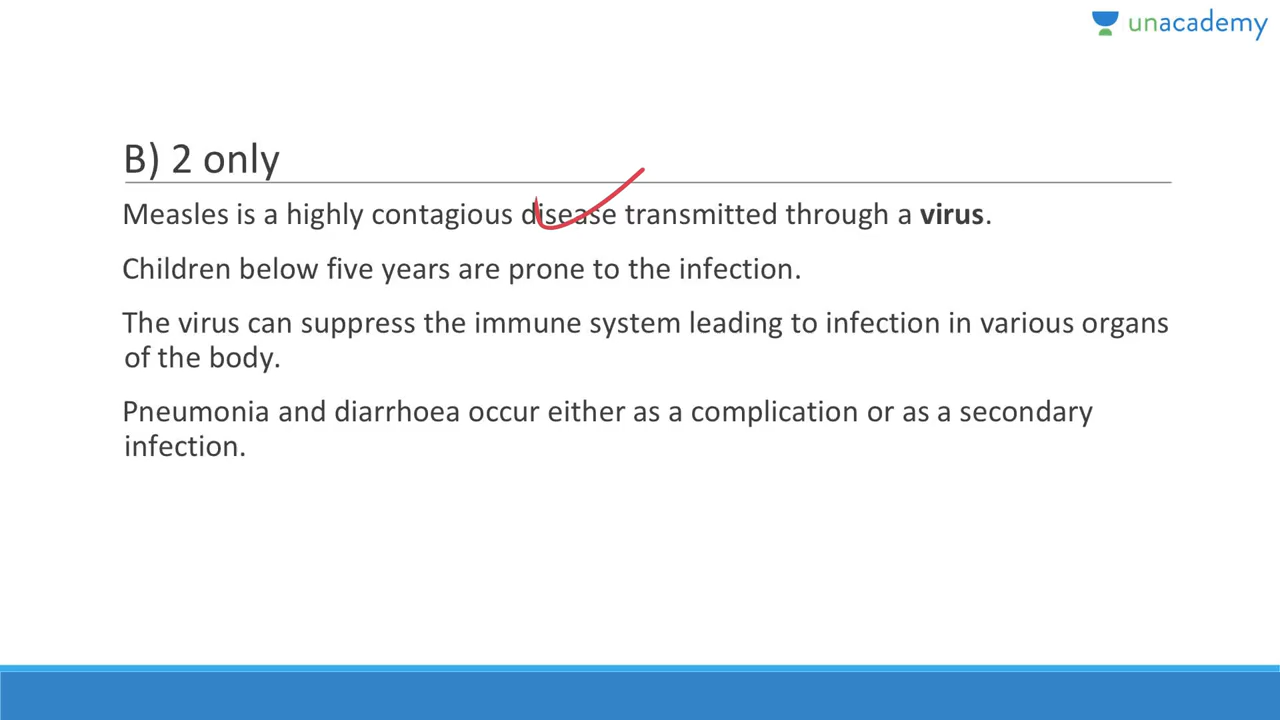 unacademy
B) 2 only
Measles is a highly contagious disease transmitted through a virus.
Children below five years are prone to the infection.
The virus can suppress the immune system leading to infection in various organs
of the body.
Pneumonia and diarrhoea occur either as a complication or as a secondary
infection.